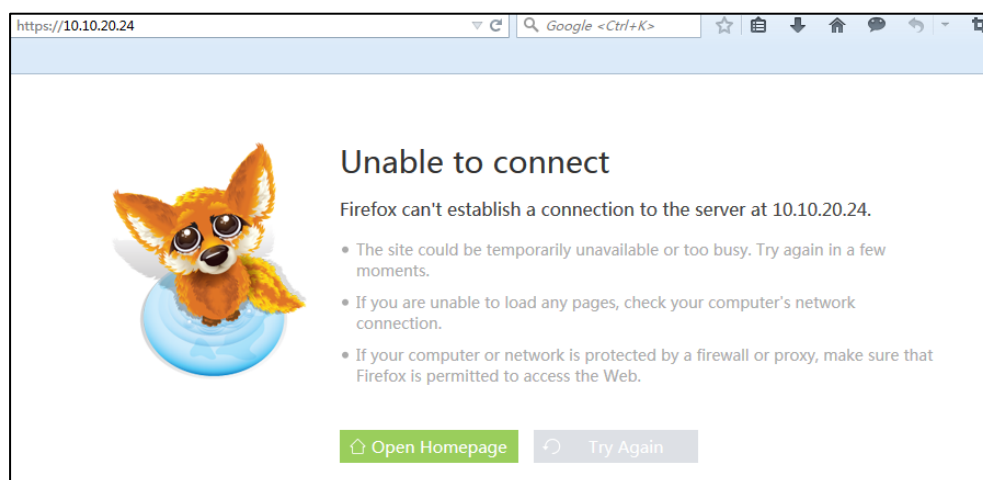 https://10.10.20.24
Google <Ctrl+K>
Unable to connect
Firefox can't establish a connection to the server at 10.10.20.24.
• The site could be temporarily unavailable or too busy. Try again in a few
moments.
• If you are unable to load any pages, check your computer's network
connection.
• If your computer or network is protected by a firewall or proxy, make sure that
Firefox is permitted to access the Web.
Open Homepage
Try Again